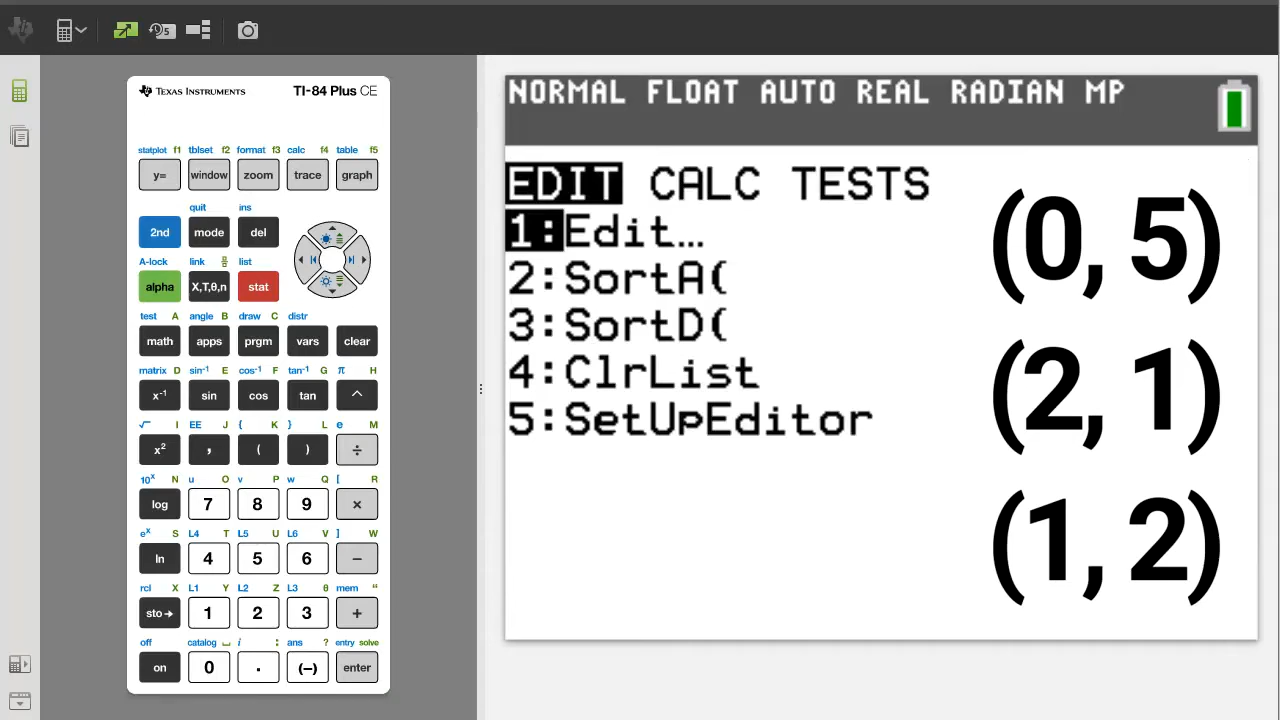 TEXAS INSTRUMENTS TI-84 Plus CE
statplot f1 tblset f2 format f3 calc f4 table f5
y= window zoom trace graph
quit ins
2nd mode del
A-lock link list
alpha X,T,θ,n stat
test A angle B draw C distr
math apps prgm vars clear
matrix D sin⁻¹ E cos⁻¹ F tan⁻¹ G π H
x⁻¹ sin cos tan ^
√ I EE J { K } L e M
x² , ( ) ÷
10ˣ N u O v P w Q [ R
log 7 8 9 ×
eˣ S L4 T L5 U L6 V ] W
ln 4 5 6 −
rcl X L1 Y L2 Z L3 θ mem "
sto→ 1 2 3 +
off catalog ⎵ i : ans ? entry solve
on 0 . (−) enter
NORMAL FLOAT AUTO REAL RADIAN MP
EDIT CALC TESTS
1:Edit…
2:SortA(
3:SortD(
4:ClrList
5:SetUpEditor
(0, 5)
(2, 1)
(1, 2)